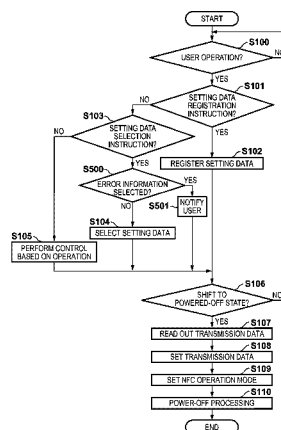 START
S100
USER OPERATION?
NO
YES
S101
S103
NO
SETTING DATA
REGISTRATION
INSTRUCTION?
SETTING DATA
SELECTION
INSTRUCTION?
NO
YES
S102
REGISTER SETTING DATA
YES
S500
ERROR INFORMATION
SELECTED?
YES
NO
S501
NOTIFY
USER
S104
SELECT SETTING DATA
S105
PERFORM CONTROL
BASED ON OPERATION
S106
SHIFT TO
POWERED-OFF STATE?
NO
YES
S107
READ OUT TRANSMISSION DATA
S108
SET TRANSMISSION DATA
S109
SET NFC OPERATION MODE
S110
POWER-OFF PROCESSING
END